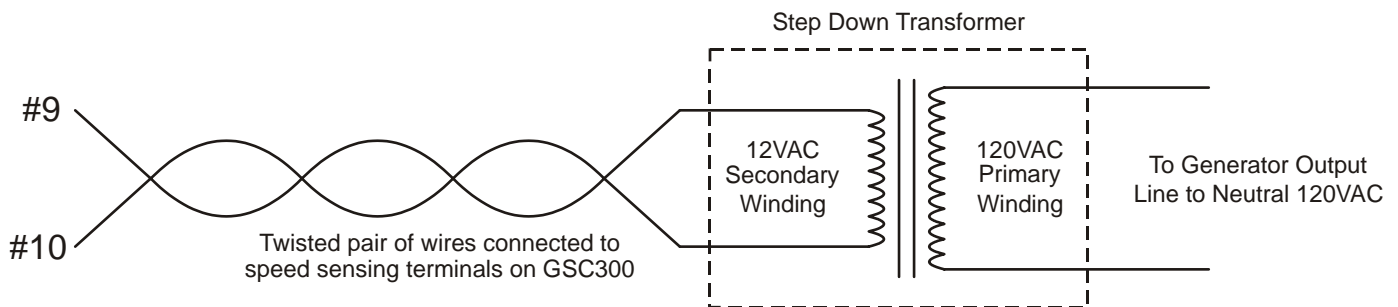 Step Down Transformer
#9
#10
12VAC
Secondary
Winding
120VAC
Primary
Winding
To Generator Output
Line to Neutral 120VAC
Twisted pair of wires connected to
speed sensing terminals on GSC300